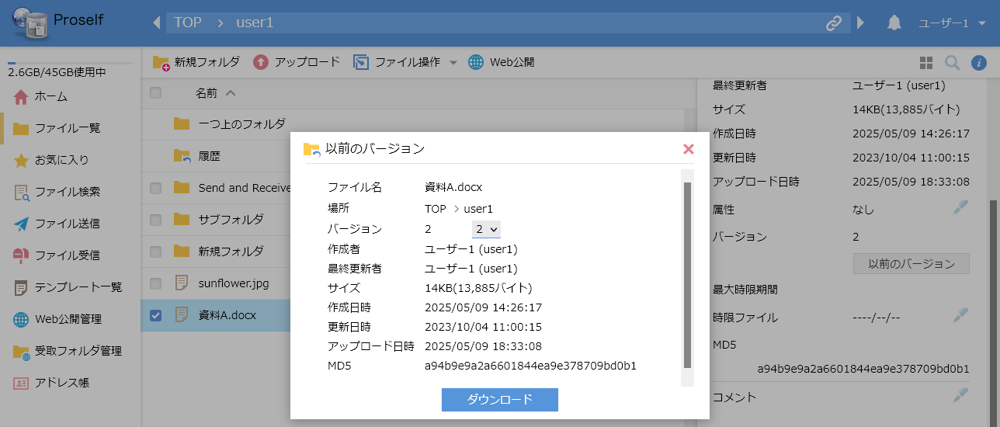 Proself
TOP > user1
ユーザー1
2.6GB/45GB使用中
ホーム
ファイル一覧
お気に入り
ファイル検索
ファイル送信
ファイル受信
テンプレート一覧
Web公開管理
受取フォルダ管理
アドレス帳
新規フォルダ
アップロード
ファイル操作
Web公開
名前
一つ上のフォルダ
履歴
Send and Receive
サブフォルダ
新規フォルダ
sunflower.jpg
資料A.docx
以前のバージョン
ファイル名 資料A.docx
場所 TOP > user1
バージョン 2 2
作成者 ユーザー1 (user1)
最終更新者 ユーザー1 (user1)
サイズ 14KB(13,885バイト)
作成日時 2025/05/09 14:26:17
更新日時 2023/10/04 11:00:15
アップロード日時 2025/05/09 18:33:08
MD5 a94b9e9a2a6601844ea9e378709bd0b1
ダウンロード
最終更新者 ユーザー1 (user1)
サイズ 14KB(13,885バイト)
作成日時 2025/05/09 14:26:17
更新日時 2023/10/04 11:00:15
アップロード日時 2025/05/09 18:33:08
属性 なし
バージョン 2
以前のバージョン
最大時限期間
時限ファイル ----/--/--
MD5
a94b9e9a2a6601844ea9e378709bd0b1
コメント